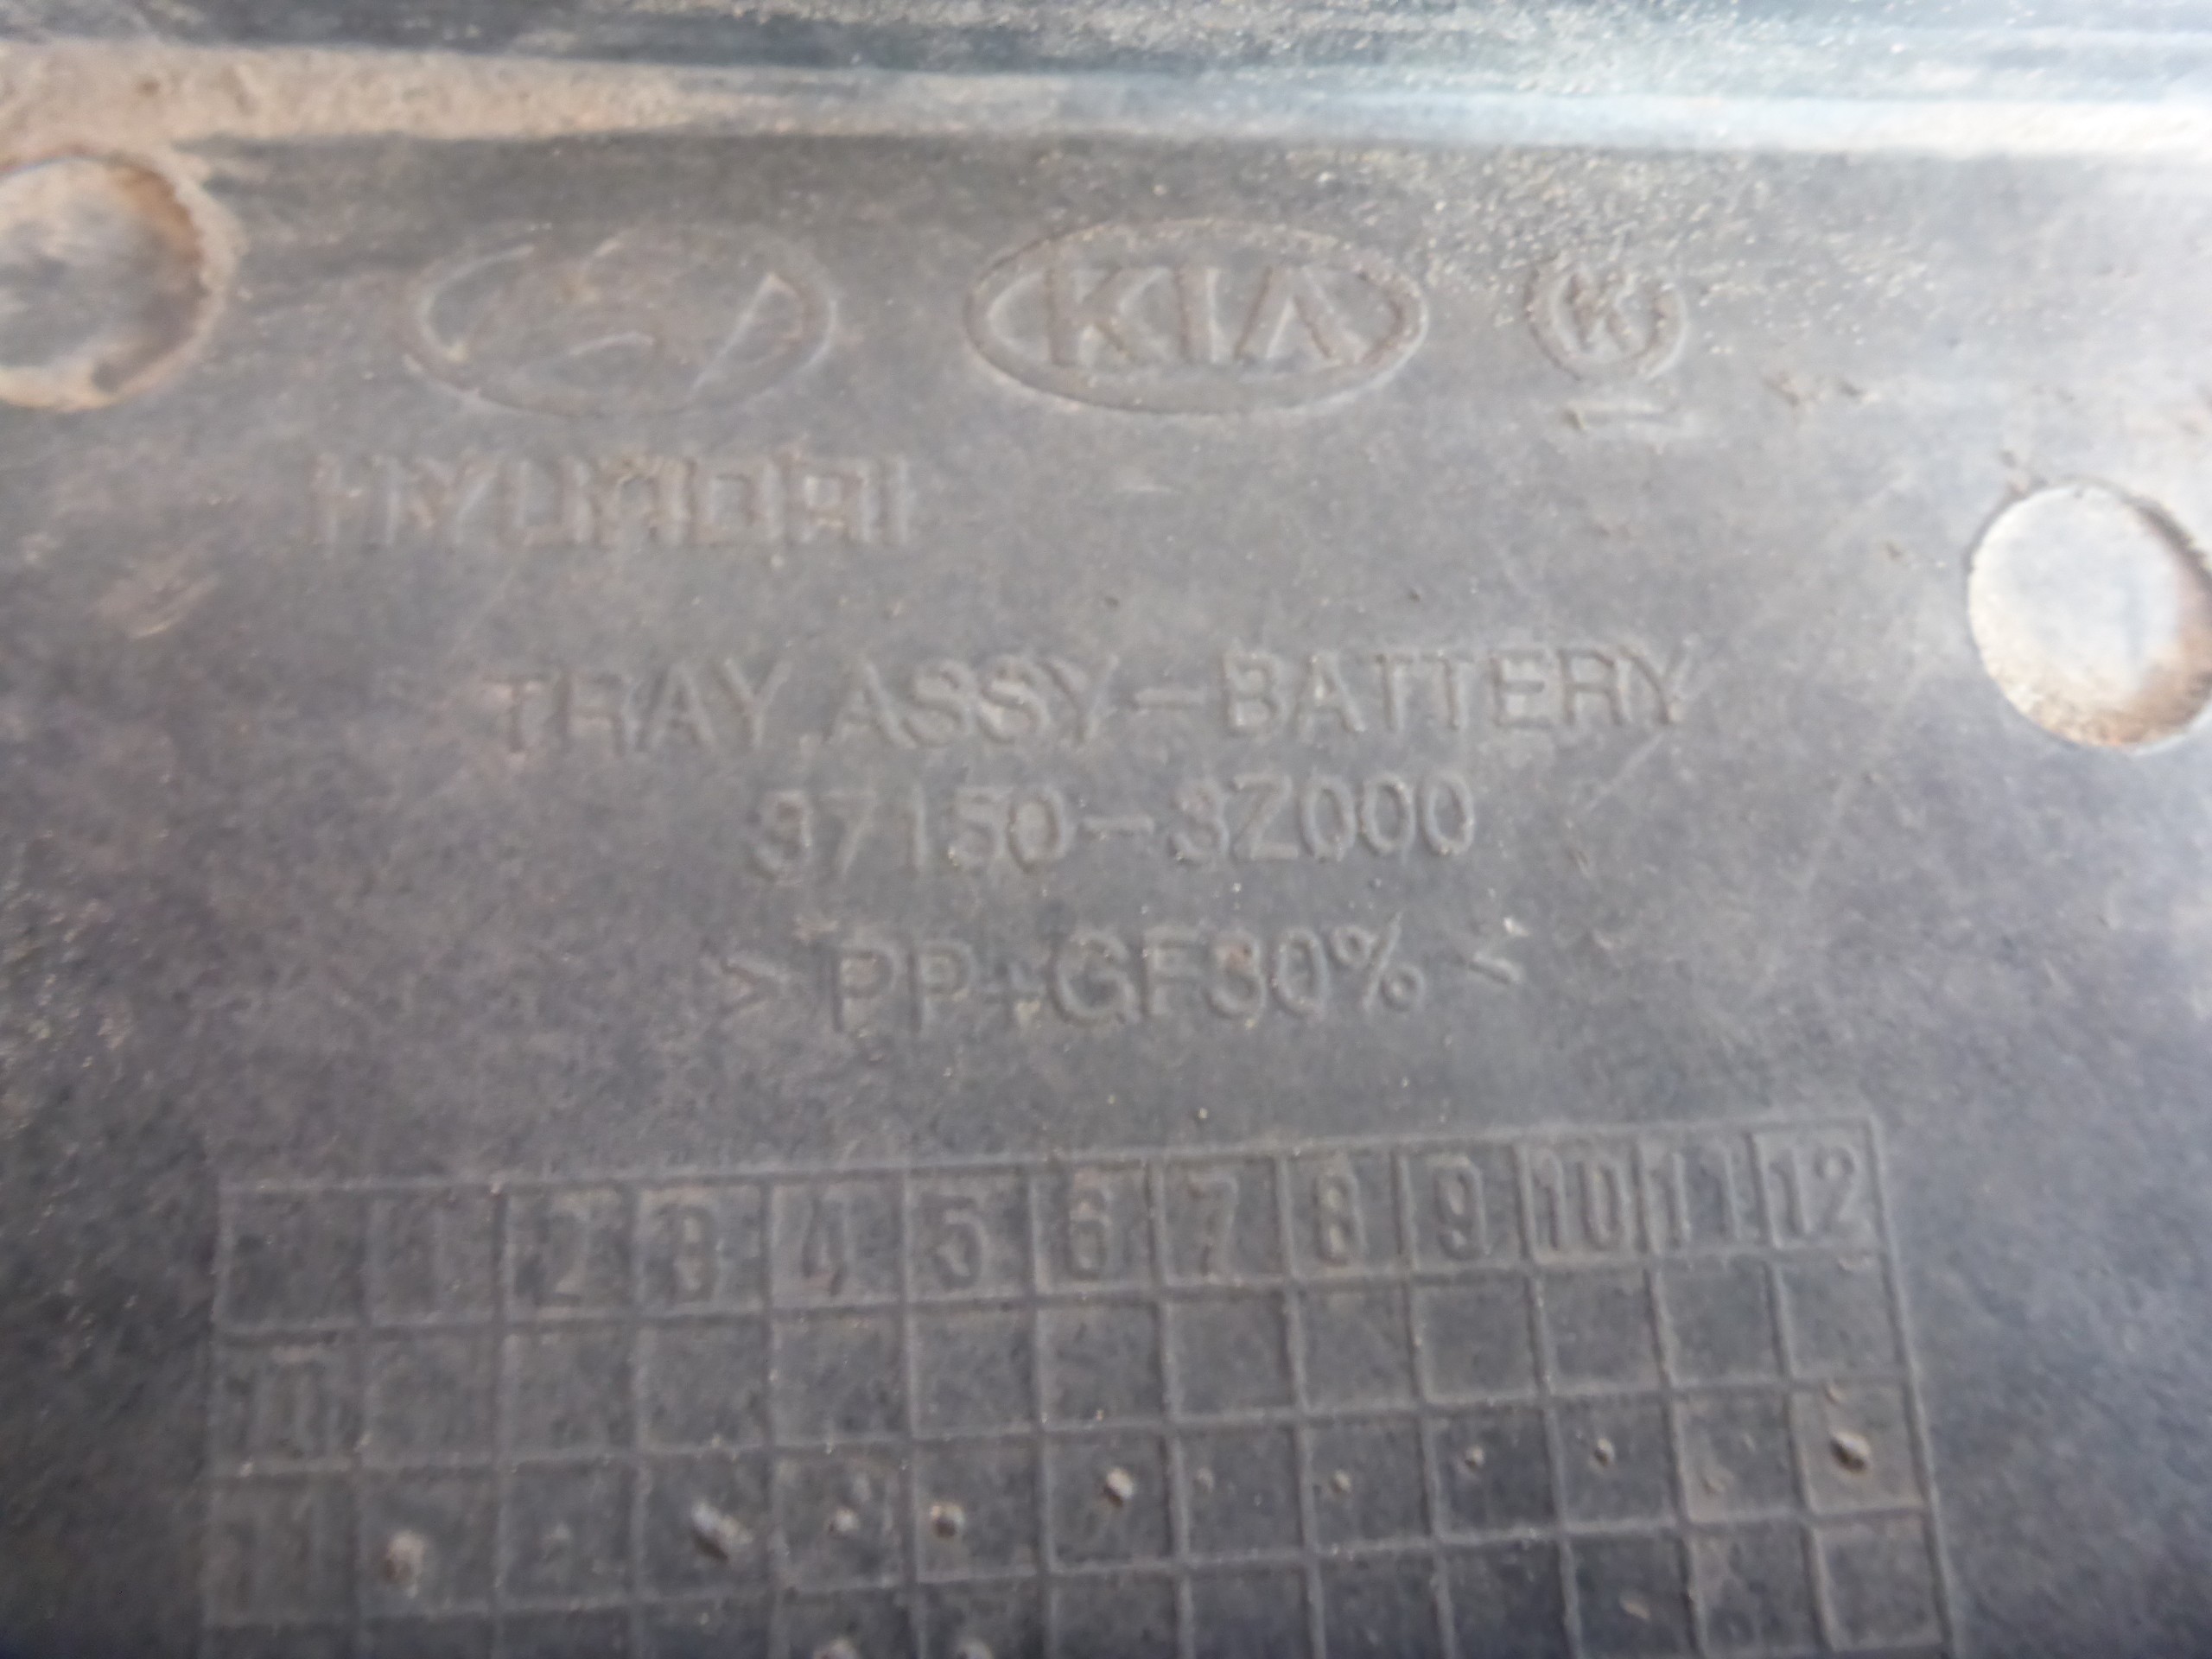 KIA
K
HYUNDAI
TRAY ASSY-BATTERY
37150-3Z000
> PP+GF30% <
1 2 3 4 5 6 7 8 9 10 11 12